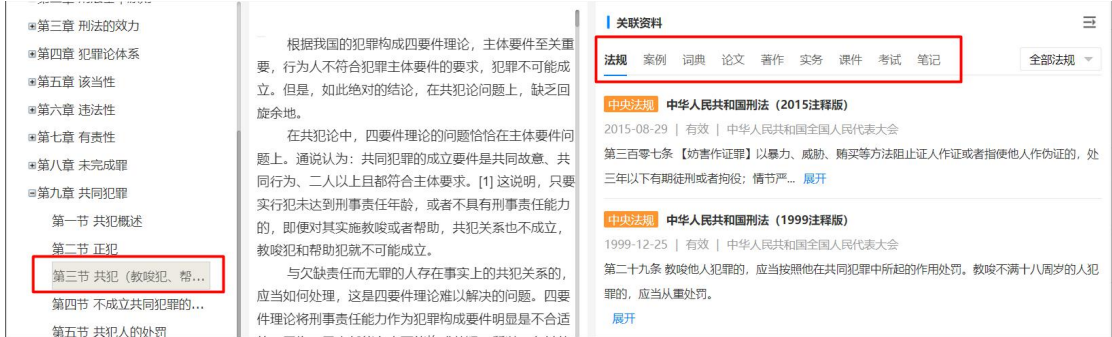 第三章 刑法的效力
第四章 犯罪论体系
第五章 该当性
第六章 违法性
第七章 有责性
第八章 未完成罪
第九章 共同犯罪
第一节 共犯概述
第二节 正犯
第三节 共犯（教唆犯、帮...
第四节 不成立共同犯罪的...
第五节 共犯人的处罚
根据我国的犯罪构成四要件理论，主体要件至关重
要，行为人不符合犯罪主体要件的要求，犯罪不可能成
立。但是，如此绝对的结论，在共犯论问题上，缺乏回
旋余地。
在共犯论中，四要件理论的问题恰恰在主体要件问
题上。通说认为：共同犯罪的成立要件是共同故意、共
同行为、二人以上且都符合主体要求。[1] 这说明，只要
实行犯未达到刑事责任年龄，或者不具有刑事责任能力
的，即便对其实施教唆或者帮助，共犯关系也不成立，
教唆犯和帮助犯就不可能成立。
与欠缺责任而无罪的人存在事实上的共犯关系的，
应当如何处理，这是四要件理论难以解决的问题。四要
件理论将刑事责任能力作为犯罪构成要件明显是不合适
关联资料
法规 案例 词典 论文 著作 实务 课件 考试 笔记 全部法规
中央法规 中华人民共和国刑法（2015注释版）
2015-08-29 | 有效 | 中华人民共和国全国人民代表大会
第三百零七条 【妨害作证罪】以暴力、威胁、贿买等方法阻止证人作证或者指使他人作伪证的，处
三年以下有期徒刑或者拘役；情节严... 展开
中央法规 中华人民共和国刑法（1999注释版）
1999-12-25 | 有效 | 中华人民共和国全国人民代表大会
第二十九条 教唆他人犯罪的，应当按照他在共同犯罪中所起的作用处罚。教唆不满十八周岁的人犯
罪的，应当从重处罚。
展开